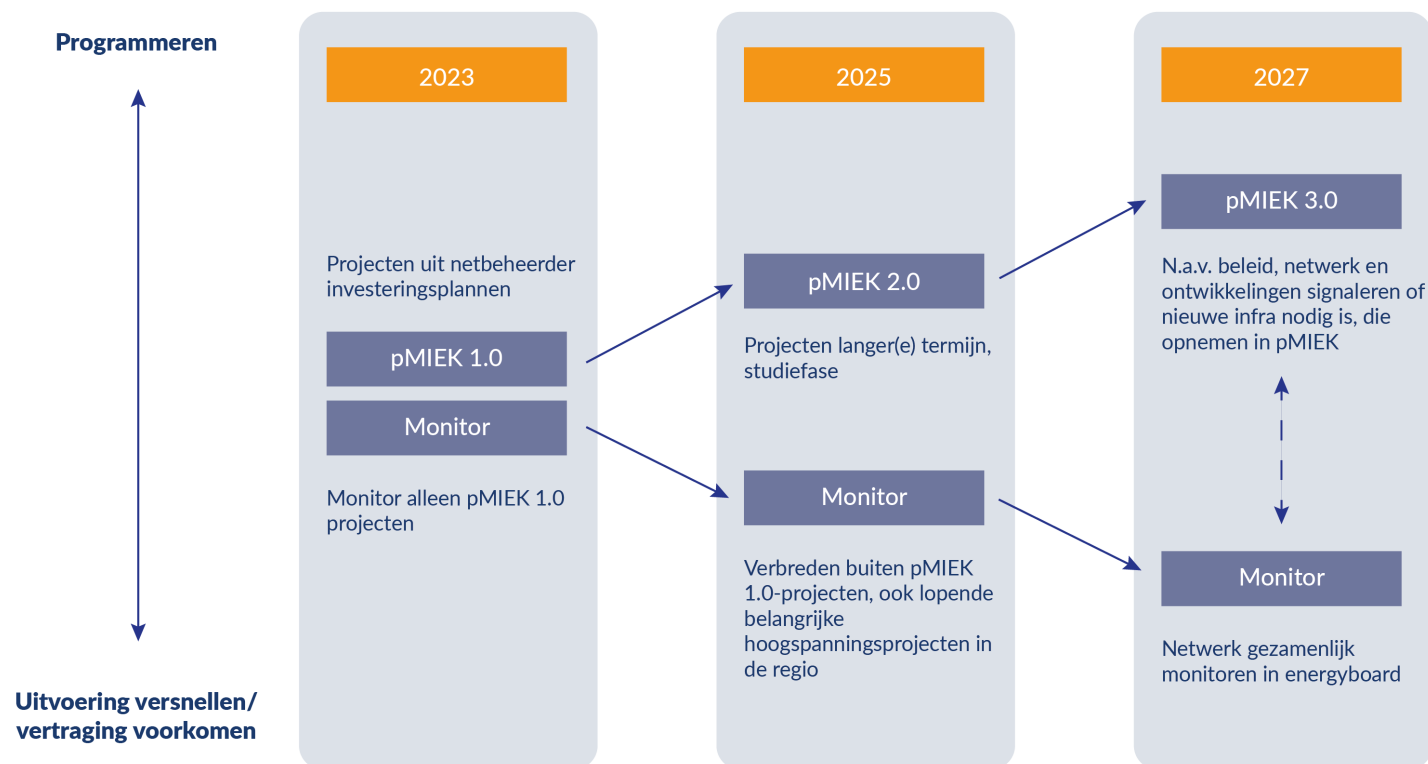 Programmeren
Uitvoering versnellen/
vertraging voorkomen
2023
Projecten uit netbeheerder
investeringsplannen
pMIEK 1.0
Monitor
Monitor alleen pMIEK 1.0
projecten
2025
pMIEK 2.0
Projecten langer(e) termijn,
studiefase
Monitor
Verbreden buiten pMIEK
1.0-projecten, ook lopende
belangrijke
hoogspanningsprojecten in
de regio
2027
pMIEK 3.0
N.a.v. beleid, netwerk en
ontwikkelingen signaleren of
nieuwe infra nodig is, die
opnemen in pMIEK
Monitor
Netwerk gezamenlijk
monitoren in energyboard